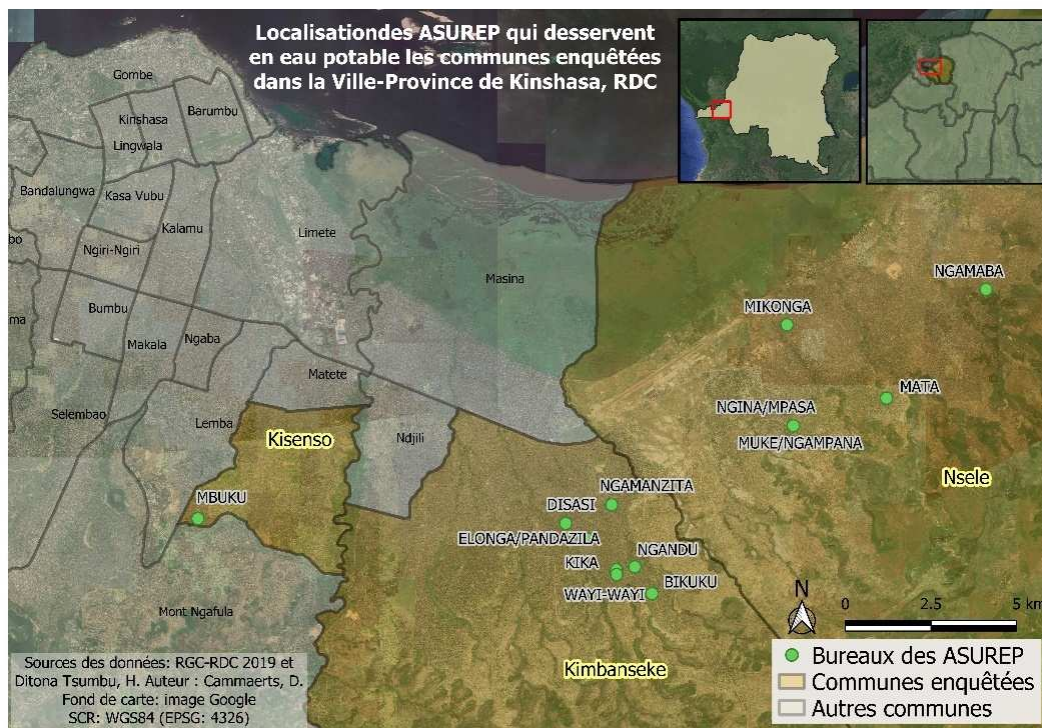 Localisationdes ASUREP qui desservent
en eau potable les communes enquêtées
dans la Ville-Province de Kinshasa, RDC
Gombe
Kinshasa
Barumbu
Lingwala
Bandalungwa
Kasa Vubu
Kalamu
Limete
bo
Ngiri-Ngiri
Masina
NGAMABA
Bumbu
MIKONGA
ma
Makala
Ngaba
Matete
MATA
Selembao
Lemba
NGINA/MPASA
Kisenso
Ndjili
MUKE/NGAMPANA
Nsele
MBUKU
NGAMANZITA
DISASI
ELONGA/PANDAZILA
NGANDU
KIKA
BIKUKU
WAYI-WAYI
Mont Ngafula
Kimbanseke
N
0 2.5 5 km
Bureaux des ASUREP
Communes enquêtées
Autres communes
Sources des données: RGC-RDC 2019 et
Ditona Tsumbu, H. Auteur : Cammaerts, D.
Fond de carte: image Google
SCR: WGS84 (EPSG: 4326)